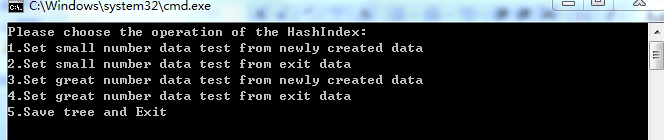 C:\Windows\system32\cmd.exe
Please choose the operation of the HashIndex:
1.Set small number data test from newly created data
2.Set small number data test from exit data
3.Set great number data test from newly created data
4.Set great number data test from exit data
5.Save tree and Exit